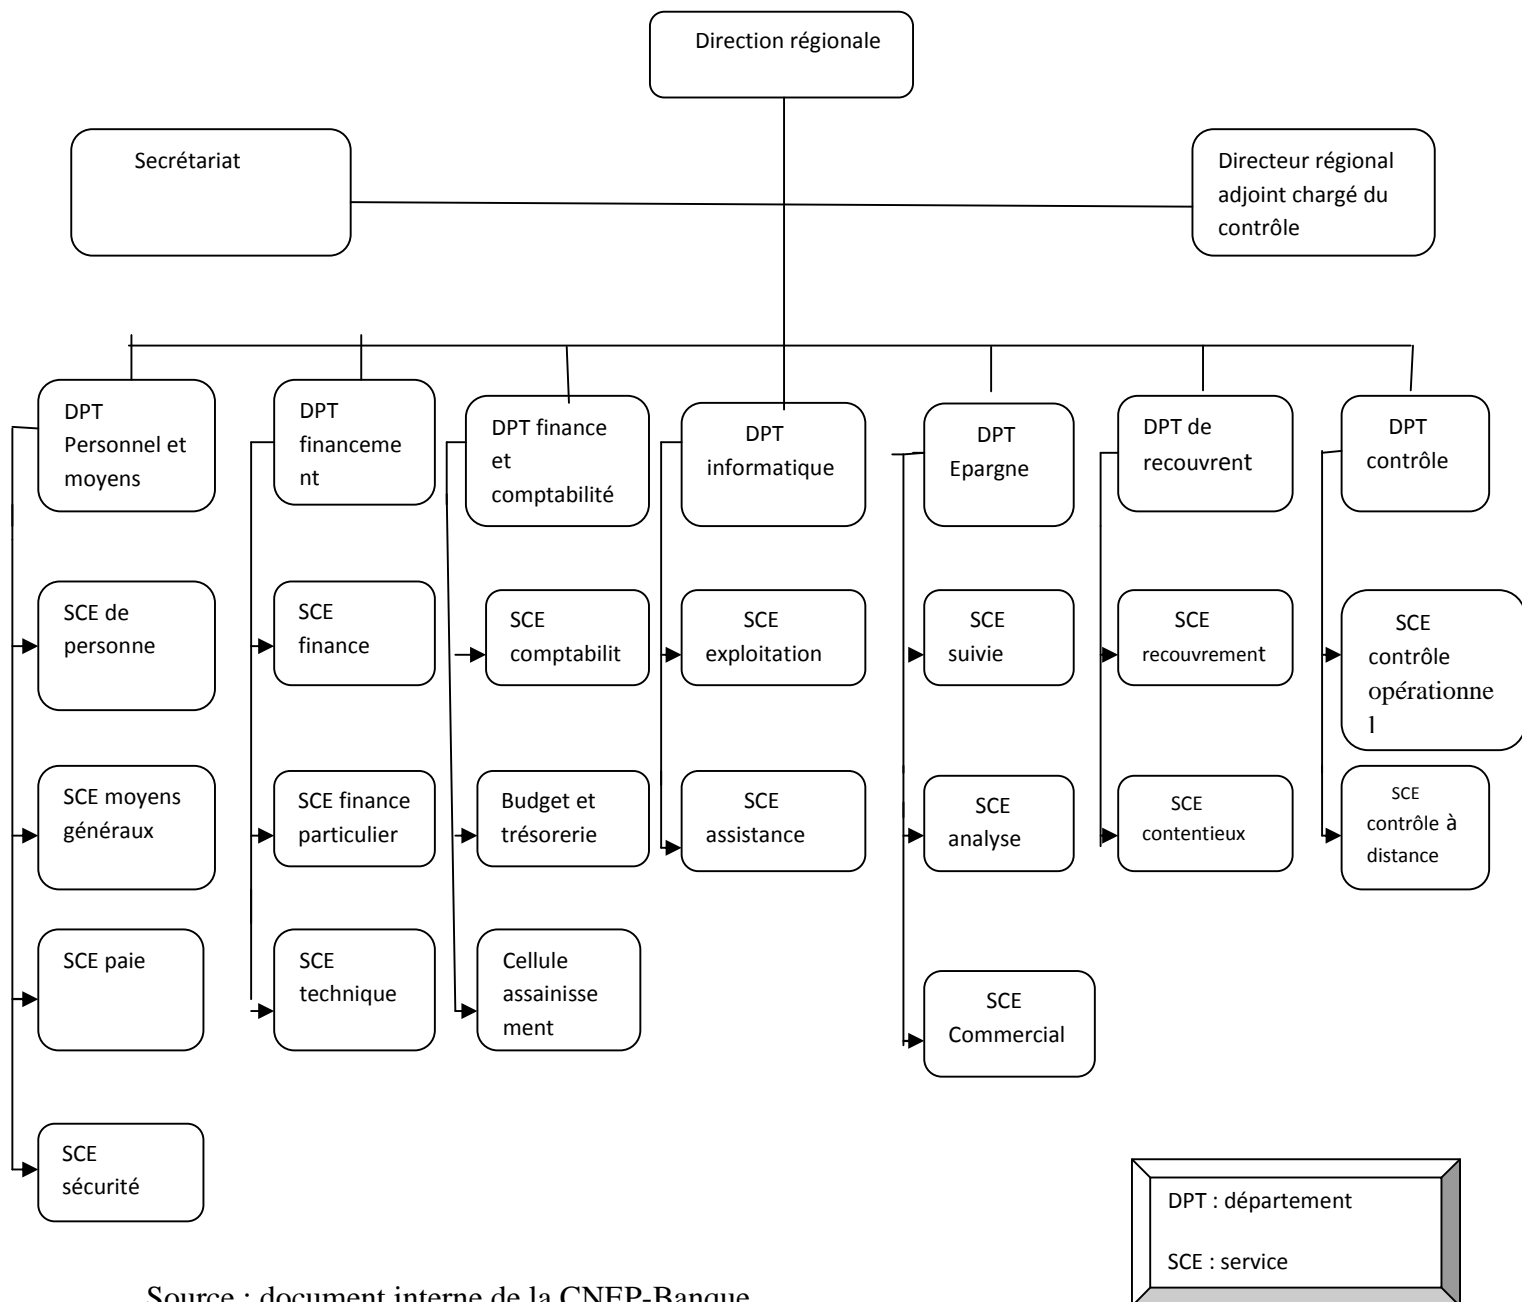 Direction régionale
Secrétariat
Directeur régional
adjoint chargé du
contrôle
DPT
Personnel et
moyens
DPT
financeme
nt
DPT finance
et
comptabilité
DPT
informatique
DPT
Epargne
DPT de
recouvrent
DPT
contrôle
SCE de
personne
SCE
finance
SCE
comptabilit
SCE
exploitation
SCE
suivie
SCE
recouvrement
SCE
contrôle
opérationne
l
SCE moyens
généraux
SCE finance
particulier
Budget et
trésorerie
SCE
assistance
SCE
analyse
SCE
contentieux
SCE
contrôle à
distance
SCE paie
SCE
technique
Cellule
assainisse
ment
SCE
Commercial
SCE
sécurité
DPT : département
SCE : service
Source : document interne de la CNEP-Banque